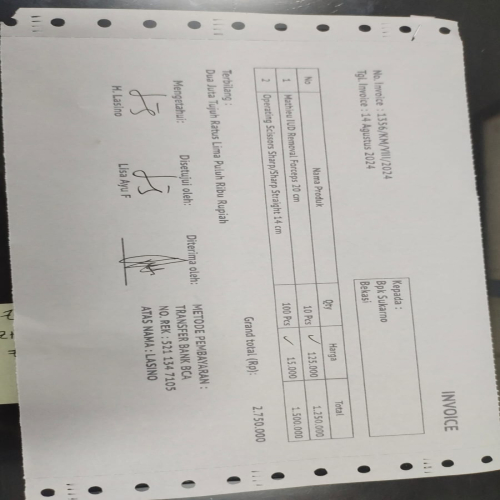 INVOICE
No. Invoice : 1356/KM/VIII/2024
Tgl. Invoice : 14 Agustus 2024
Kepada :
Bpk Sukarno
Bekasi
No Nama Produk Qty Harga Total
1 Mathieu IUD Removal Forceps 20 cm 10 Pcs 125.000 1.250.000
2 Operating Scissors Sharp/Sharp Straight 14 cm 100 Pcs 15.000 1.500.000
Grand total (Rp): 2.750.000
Terbilang :
Dua Juta Tujuh Ratus Lima Puluh Ribu Rupiah
Mengetahui: Disetujui oleh: Diterima oleh:
H. Lasino Lisa Ayu F
METODE PEMBAYARAN :
TRANSFER BANK BCA
NO. REK : 521 134 7105
ATAS NAMA : LASINO